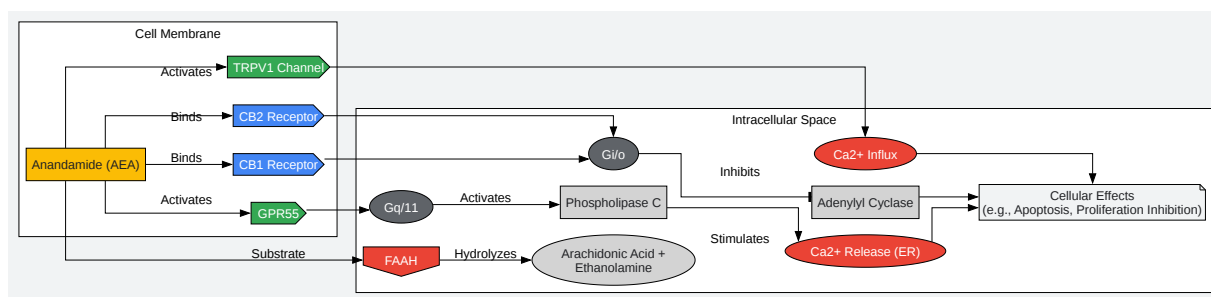 Cell Membrane
TRPV1 Channel
Activates
Binds
CB2 Receptor
Intracellular Space
Anandamide (AEA)
Binds
CB1 Receptor
Gi/o
Ca2+ Influx
Inhibits
Activates
GPR55
Gq/11
Activates
Phospholipase C
Adenylyl Cyclase
Cellular Effects
(e.g., Apoptosis, Proliferation Inhibition)
Stimulates
Ca2+ Release (ER)
Substrate
FAAH
Hydrolyzes
Arachidonic Acid +
Ethanolamine